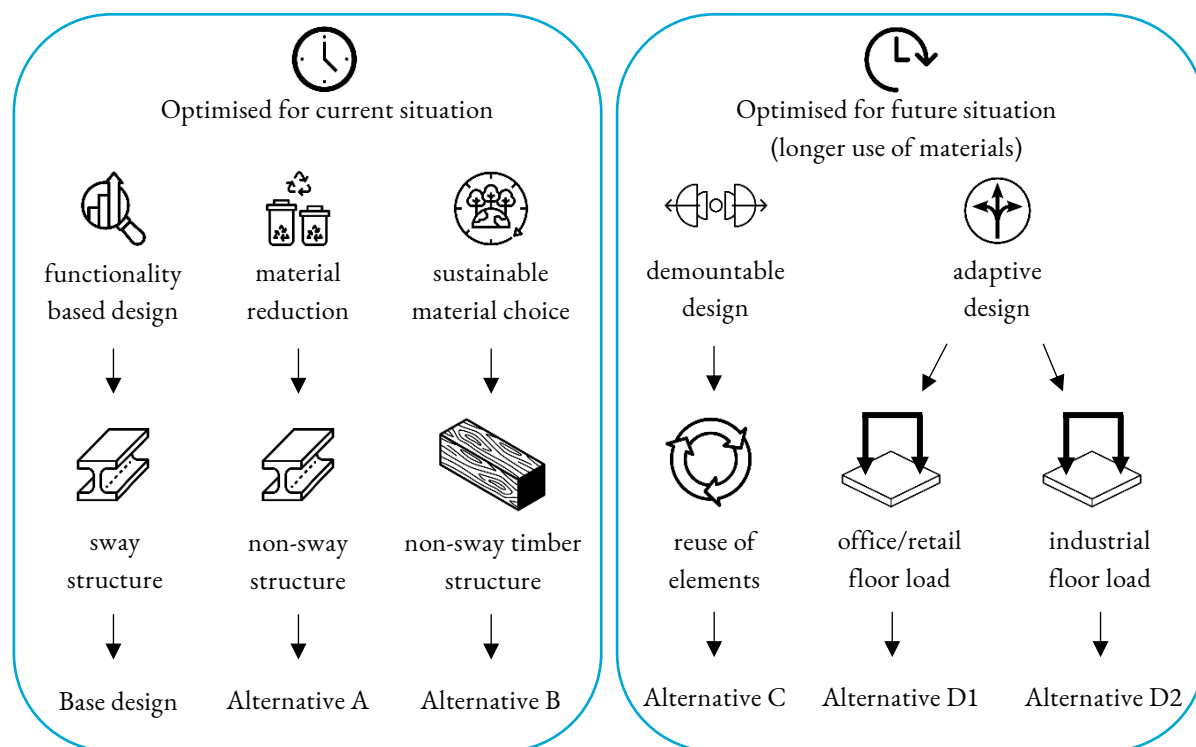 Optimised for current situation
functionality
based design
material
reduction
sustainable
material choice
sway
structure
non-sway
structure
non-sway timber
structure
Base design
Alternative A
Alternative B
Optimised for future situation
(longer use of materials)
demountable
design
adaptive
design
reuse of
elements
office/retail
floor load
industrial
floor load
Alternative C
Alternative D1
Alternative D2